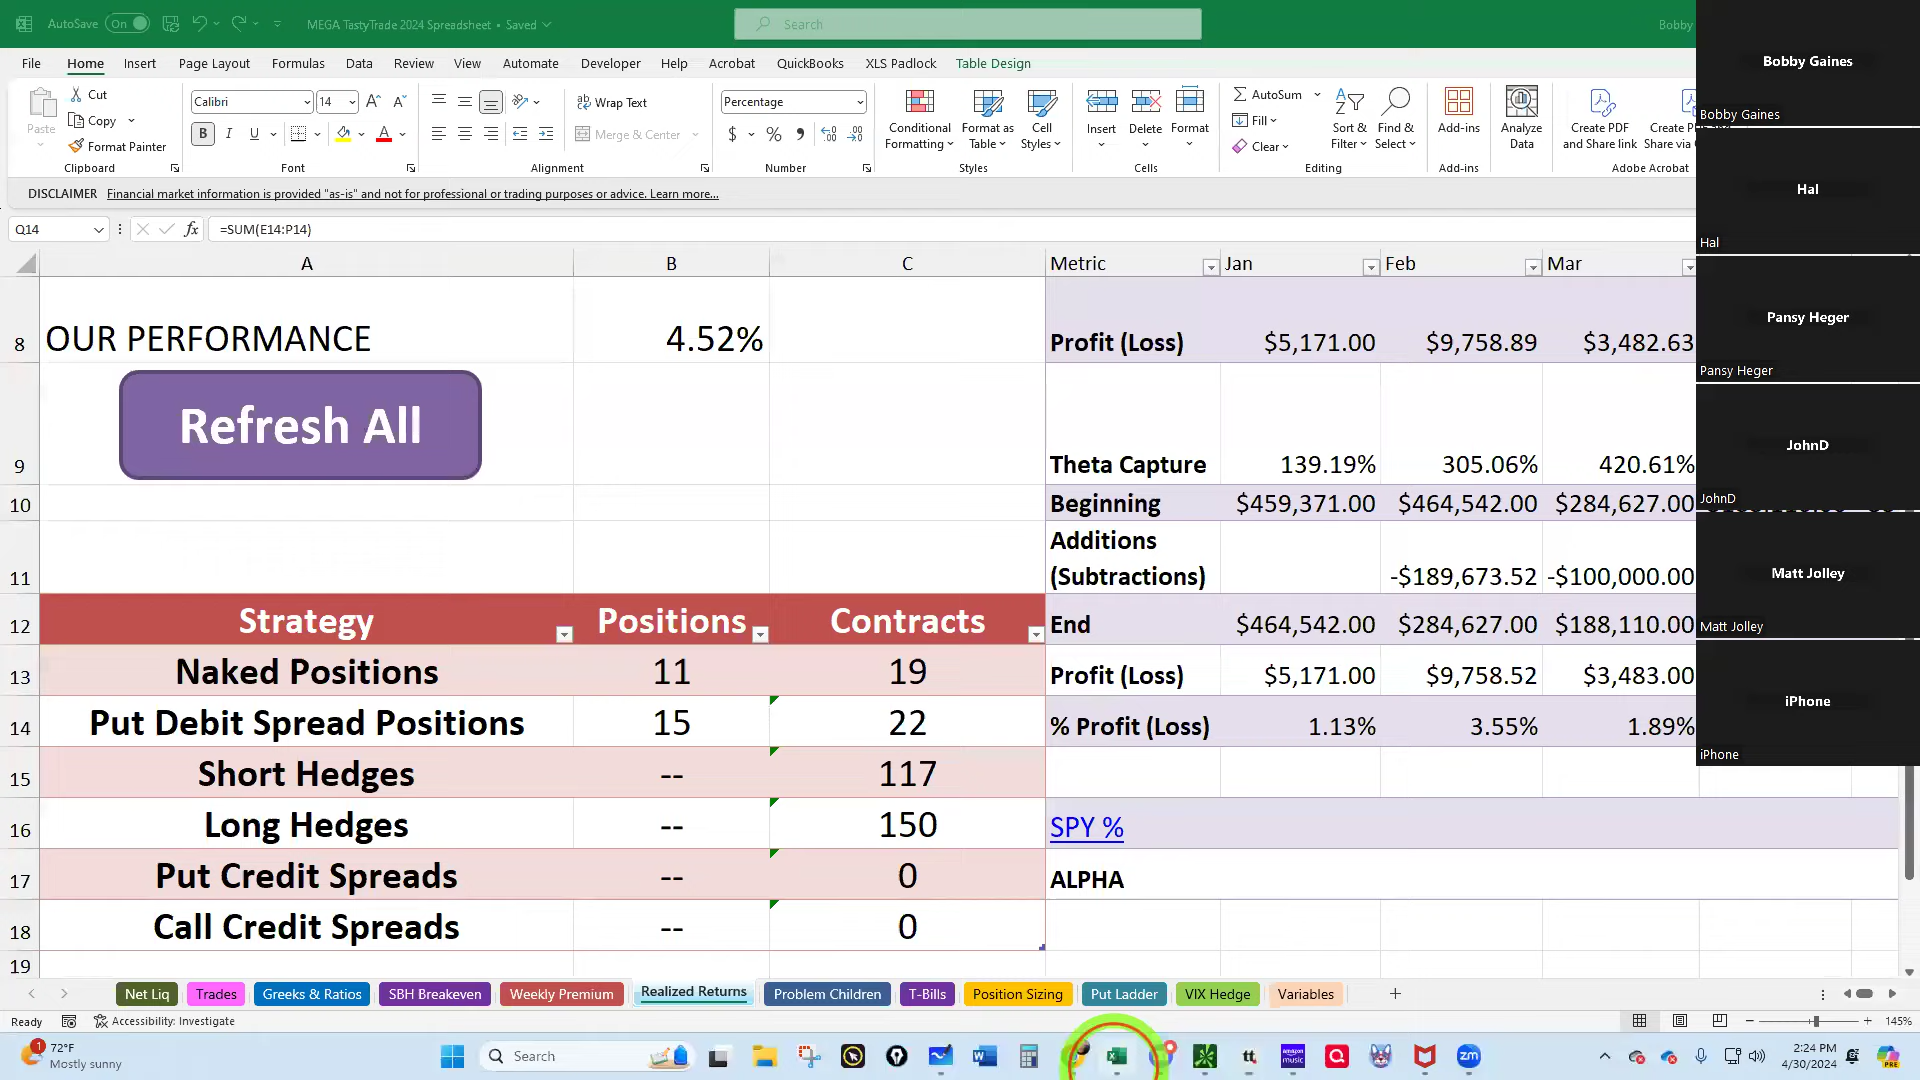 AutoSave On MEGA TastyTrade 2024 Spreadsheet • Saved Search Bobby
File Home Insert Page Layout Formulas Data Review View Automate Developer Help Acrobat QuickBooks XLS Padlock Table Design
Paste Cut Copy Format Painter Clipboard
Calibri 14 B I U Font
Wrap Text Merge & Center Alignment
Percentage $ % , Number
Conditional Formatting Format as Table Cell Styles Styles
Insert Delete Format Cells
AutoSum Fill Clear Sort & Filter Find & Select Editing
Add-ins Add-ins
Analyze Data
Create PDF and Share link Share via Adobe Acrobat
DISCLAIMER Financial market information is provided "as-is" and not for professional or trading purposes or advice. Learn more...
Q14 fx =SUM(E14:P14)
A B C Metric Jan Feb Mar
8 OUR PERFORMANCE 4.52% Profit (Loss) $5,171.00 $9,758.89 $3,482.63
Refresh All
9 Theta Capture 139.19% 305.06% 420.61%
10 Beginning $459,371.00 $464,542.00 $284,627.00
11 Additions (Subtractions) -$189,673.52 -$100,000.00
12 Strategy Positions Contracts End $464,542.00 $284,627.00 $188,110.00
13 Naked Positions 11 19 Profit (Loss) $5,171.00 $9,758.52 $3,483.00
14 Put Debit Spread Positions 15 22 % Profit (Loss) 1.13% 3.55% 1.89%
15 Short Hedges -- 117
16 Long Hedges -- 150 SPY %
17 Put Credit Spreads -- 0 ALPHA
18 Call Credit Spreads -- 0
19
Net Liq Trades Greeks & Ratios SBH Breakeven Weekly Premium Realized Returns Problem Children T-Bills Position Sizing Put Ladder VIX Hedge Variables
Ready Accessibility: Investigate 145%
1 72°F Mostly sunny Search 2:24 PM 4/30/2024
Bobby Gaines
Bobby Gaines
Hal
Hal
Pansy Heger
Pansy Heger
JohnD
JohnD
Matt Jolley
Matt Jolley
iPhone
iPhone